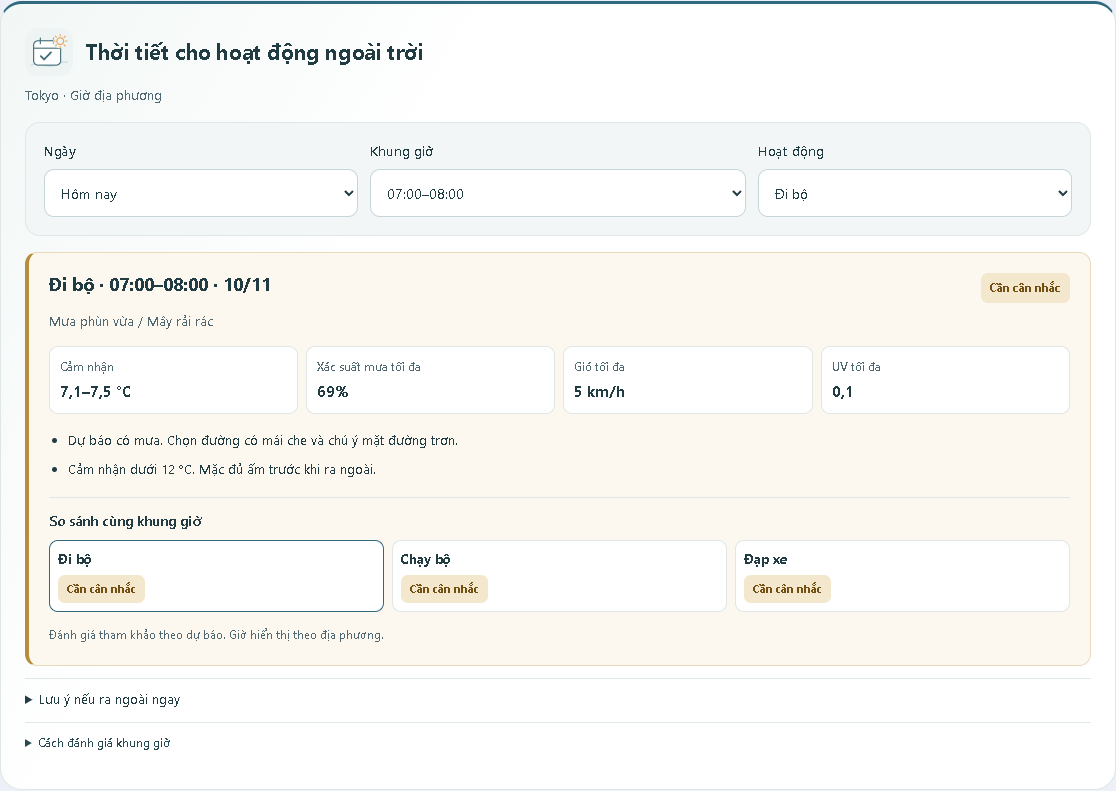 Thời tiết cho hoạt động ngoài trời
Tokyo · Giờ địa phương
Ngày
Khung giờ
Hoạt động
Hôm nay
07:00–08:00
Đi bộ
Đi bộ · 07:00–08:00 · 10/11
Cần cân nhắc
Mưa phùn vừa / Mây rải rác
Cảm nhận
Xác suất mưa tối đa
Gió tối đa
UV tối đa
7,1–7,5 °C
69%
5 km/h
0,1
Dự báo có mưa. Chọn đường có mái che và chú ý mặt đường trơn.
Cảm nhận dưới 12 °C. Mặc đủ ấm trước khi ra ngoài.
So sánh cùng khung giờ
Đi bộ
Chạy bộ
Đạp xe
Cần cân nhắc
Cần cân nhắc
Cần cân nhắc
Đánh giá tham khảo theo dự báo. Giờ hiển thị theo địa phương.
Lưu ý nếu ra ngoài ngay
Cách đánh giá khung giờ